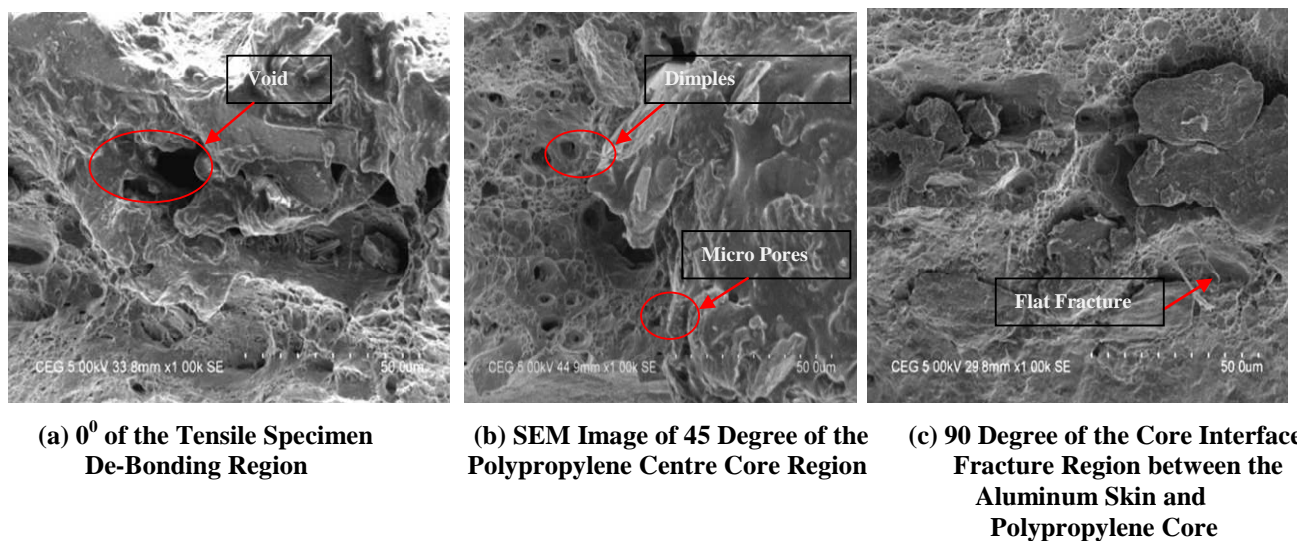 Void
CEG 5.00kV 33.8mm x1.00k SE 50.0um
(a) 0⁰ of the Tensile Specimen
De-Bonding Region
Dimples
Micro Pores
CEG 5.00kV 44.9mm x1.00k SE 50.0um
(b) SEM Image of 45 Degree of the
Polypropylene Centre Core Region
Flat Fracture
CEG 5.00kV 29.8mm x1.00k SE 50.0um
(c) 90 Degree of the Core Interface
Fracture Region between the
Aluminum Skin and
Polypropylene Core